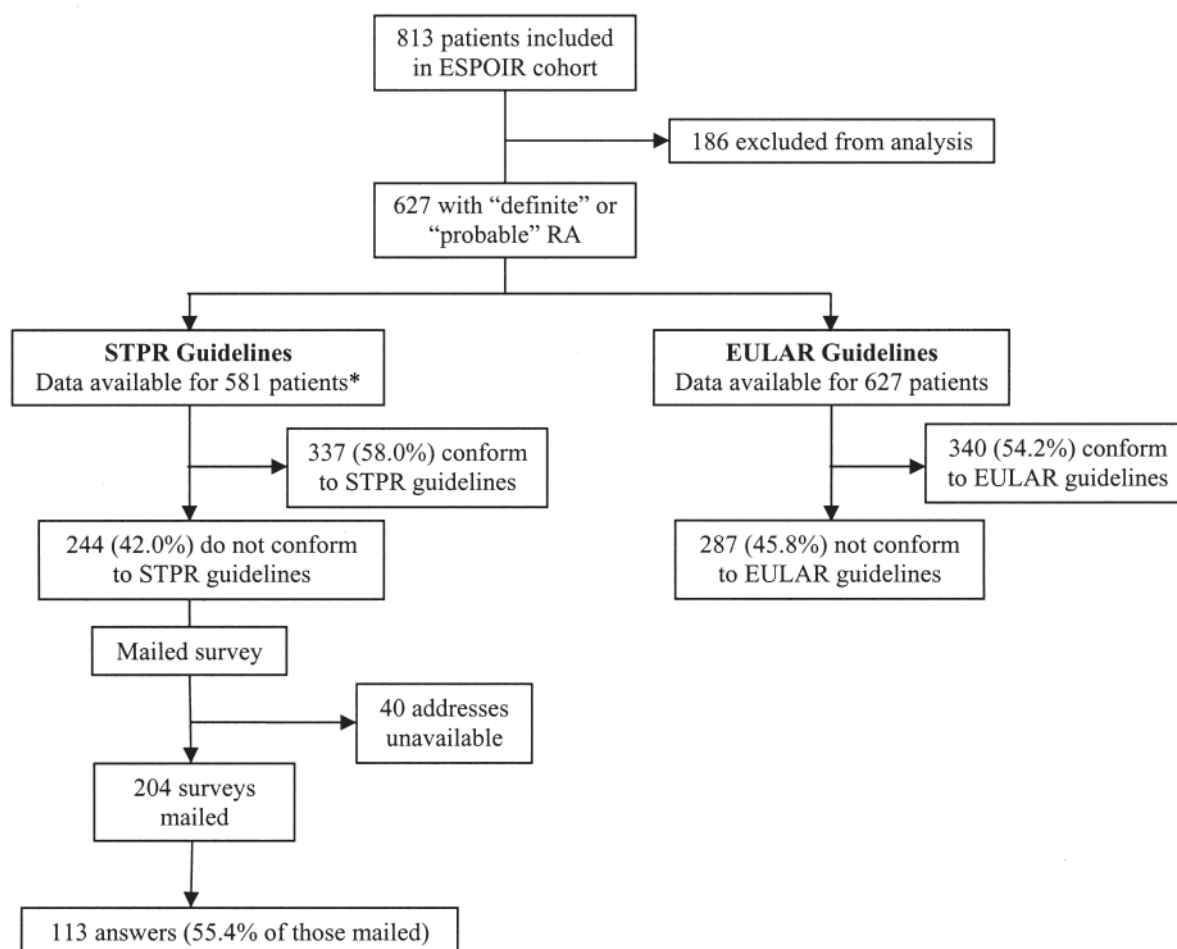 813 patients included
in ESPOIR cohort
186 excluded from analysis
627 with “definite” or
“probable” RA
STPR Guidelines
Data available for 581 patients*
EULAR Guidelines
Data available for 627 patients
337 (58.0%) conform
to STPR guidelines
340 (54.2%) conform
to EULAR guidelines
244 (42.0%) do not conform
to STPR guidelines
287 (45.8%) not conform
to EULAR guidelines
Mailed survey
40 addresses
unavailable
204 surveys
mailed
113 answers (55.4% of those mailed)